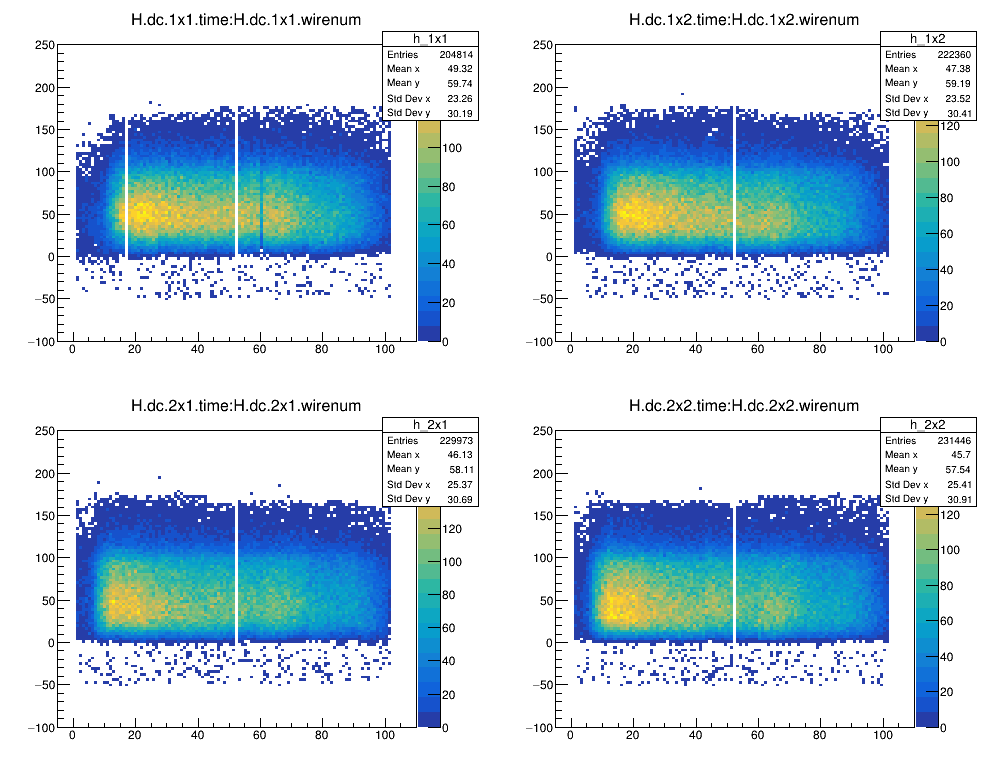 H.dc.1x1.time:H.dc.1x1.wirenum
h_1x1
Entries 204814
Mean x 49.32
Mean y 59.74
Std Dev x 23.26
Std Dev y 30.19
250
200
150
100
50
0
−50
−100
0 20 40 60 80 100
100
80
60
40
20
0
H.dc.1x2.time:H.dc.1x2.wirenum
h_1x2
Entries 222360
Mean x 47.38
Mean y 59.19
Std Dev x 23.52
Std Dev y 30.41
250
200
150
100
50
0
−50
−100
0 20 40 60 80 100
120
100
80
60
40
20
0
H.dc.2x1.time:H.dc.2x1.wirenum
h_2x1
Entries 229973
Mean x 46.13
Mean y 58.11
Std Dev x 25.37
Std Dev y 30.69
250
200
150
100
50
0
−50
−100
0 20 40 60 80 100
120
100
80
60
40
20
0
H.dc.2x2.time:H.dc.2x2.wirenum
h_2x2
Entries 231446
Mean x 45.7
Mean y 57.54
Std Dev x 25.41
Std Dev y 30.91
250
200
150
100
50
0
−50
−100
0 20 40 60 80 100
120
100
80
60
40
20
0